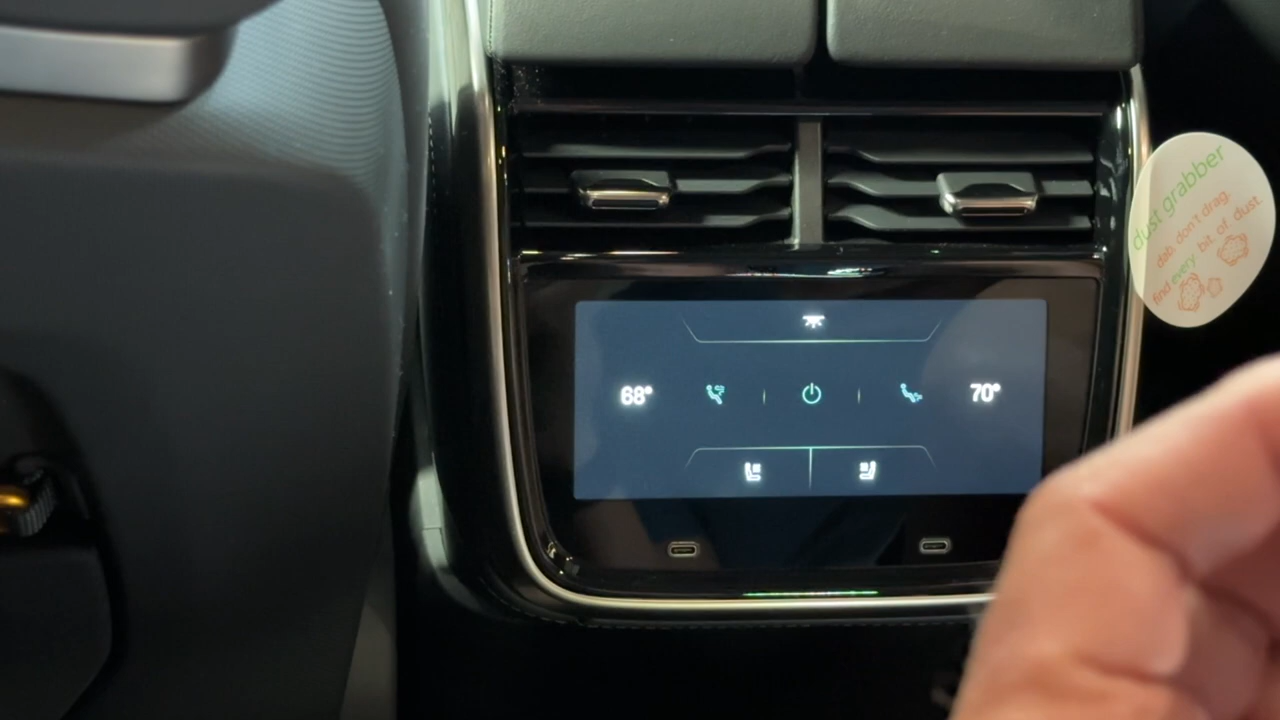 dust grabber
dab. don't drag.
find every. bit. of dust.
68°
70°